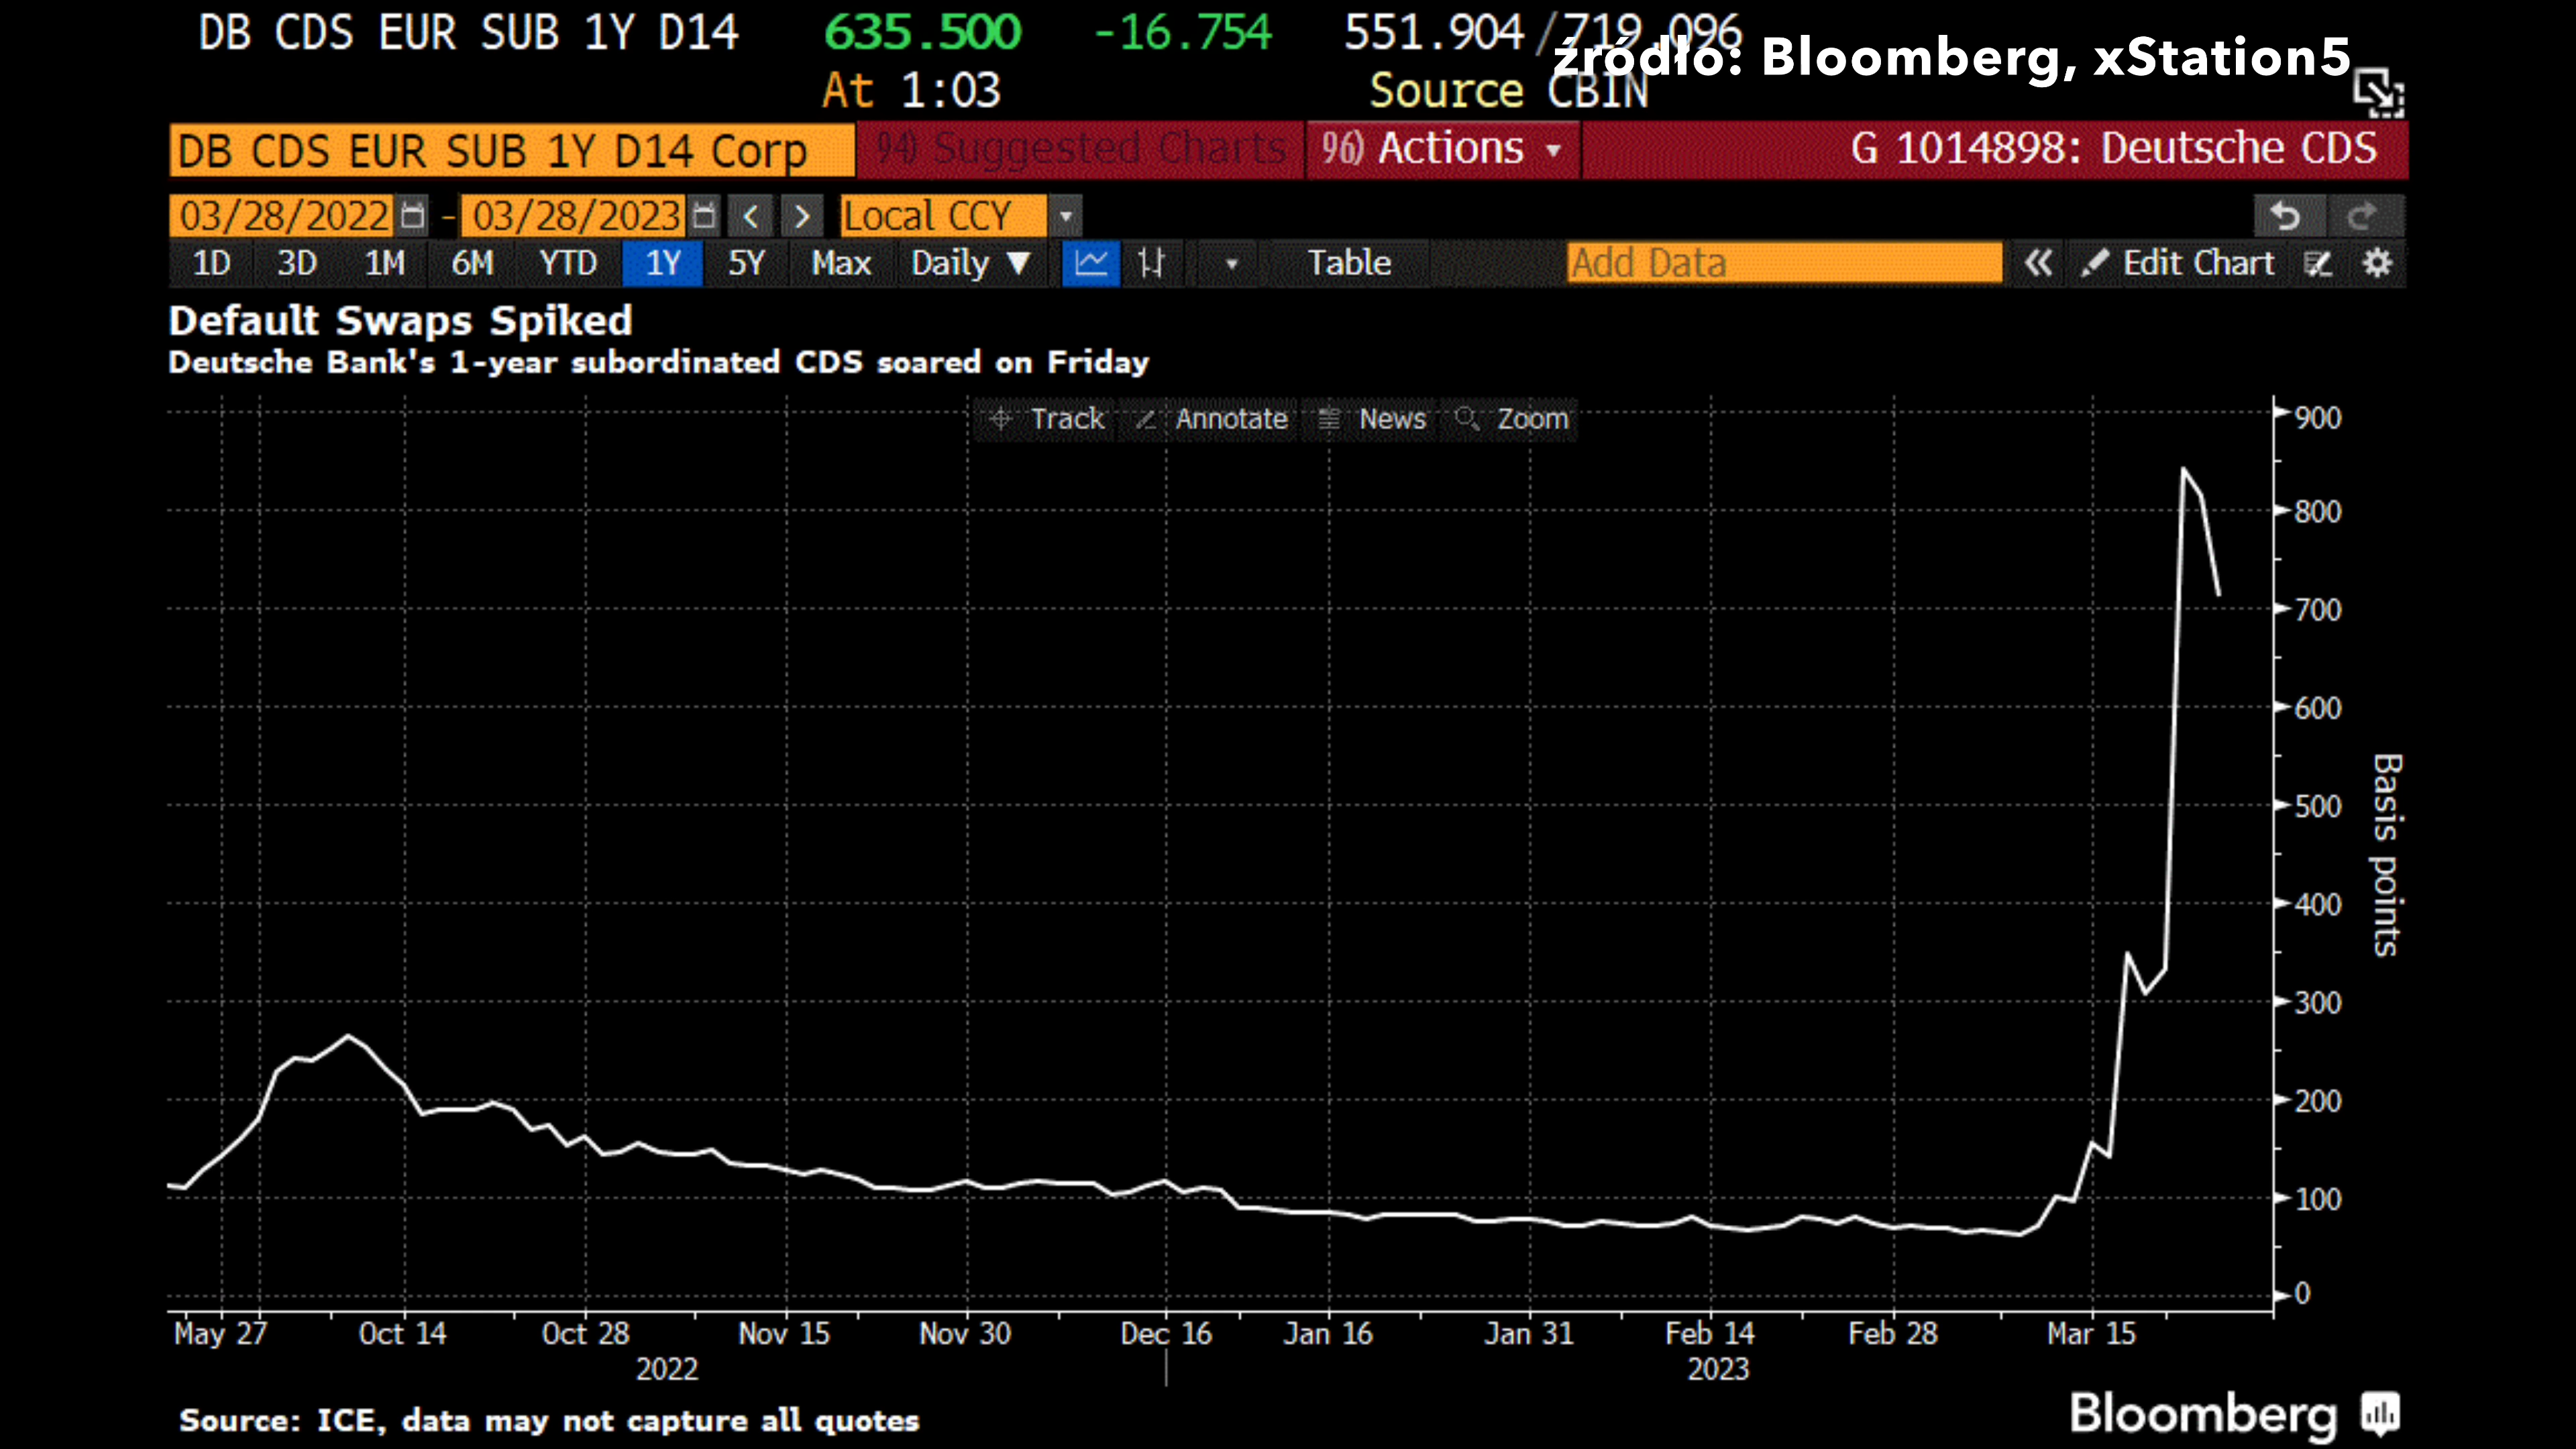 DB CDS EUR SUB 1Y D14 635.500 -16.754 551.904/719.096
źródło: Bloomberg, xStation5
At 1:03 Source CBIN
DB CDS EUR SUB 1Y D14 Corp 94) Suggested Charts 96) Actions G 1014898: Deutsche CDS
03/28/2022 - 03/28/2023 Local CCY
1D 3D 1M 6M YTD 1Y 5Y Max Daily Table Add Data Edit Chart
Default Swaps Spiked
Deutsche Bank's 1-year subordinated CDS soared on Friday
Track Annotate News Zoom
900
800
700
600
500
400
300
200
100
0
Basis points
May 27 Oct 14 Oct 28 Nov 15 Nov 30 Dec 16 Jan 16 Jan 31 Feb 14 Feb 28 Mar 15
2022 2023
Source: ICE, data may not capture all quotes
Bloomberg